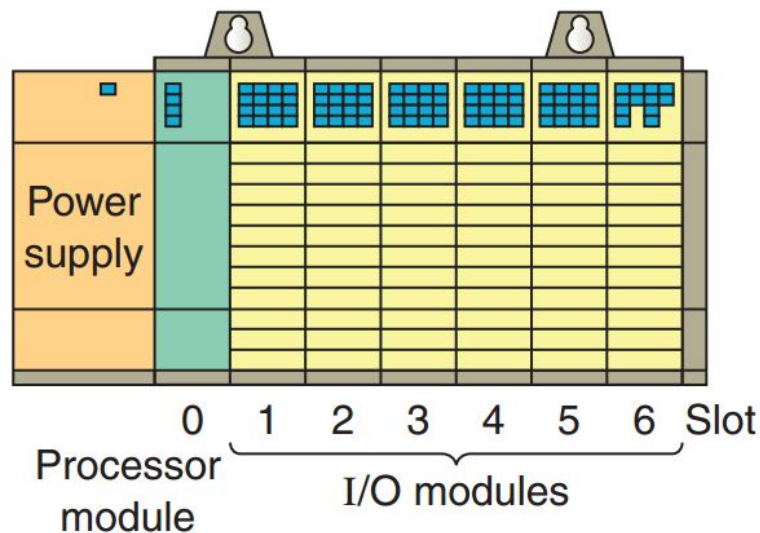 Power
supply
0 1 2 3 4 5 6 Slot
Processor
module
I/O modules